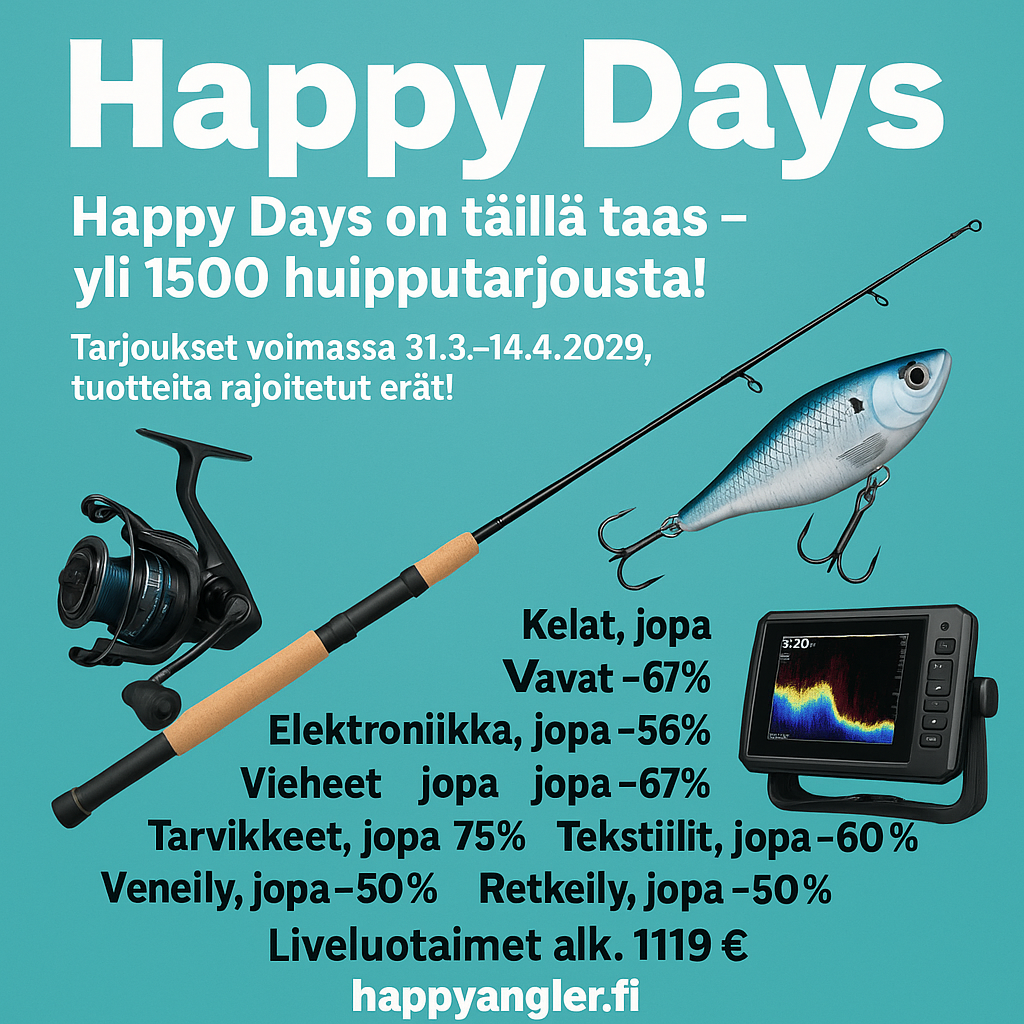 Happy Days
Happy Days on täillä taas –
yli 1500 huipputarjousta!
Tarjoukset voimassa 31.3.–14.4.2029,
tuotteita rajoitetut erät!
Kelat, jopa
Vavat –67%
3:20
Elektroniikka, jopa –56%
Vieheet jopa jopa –67%
Tarvikkeet, jopa 75% Tekstiilit, jopa –60%
Veneily, jopa –50% Retkeily, jopa –50%
Liveluotaimet alk. 1119 €
happyangler.fi